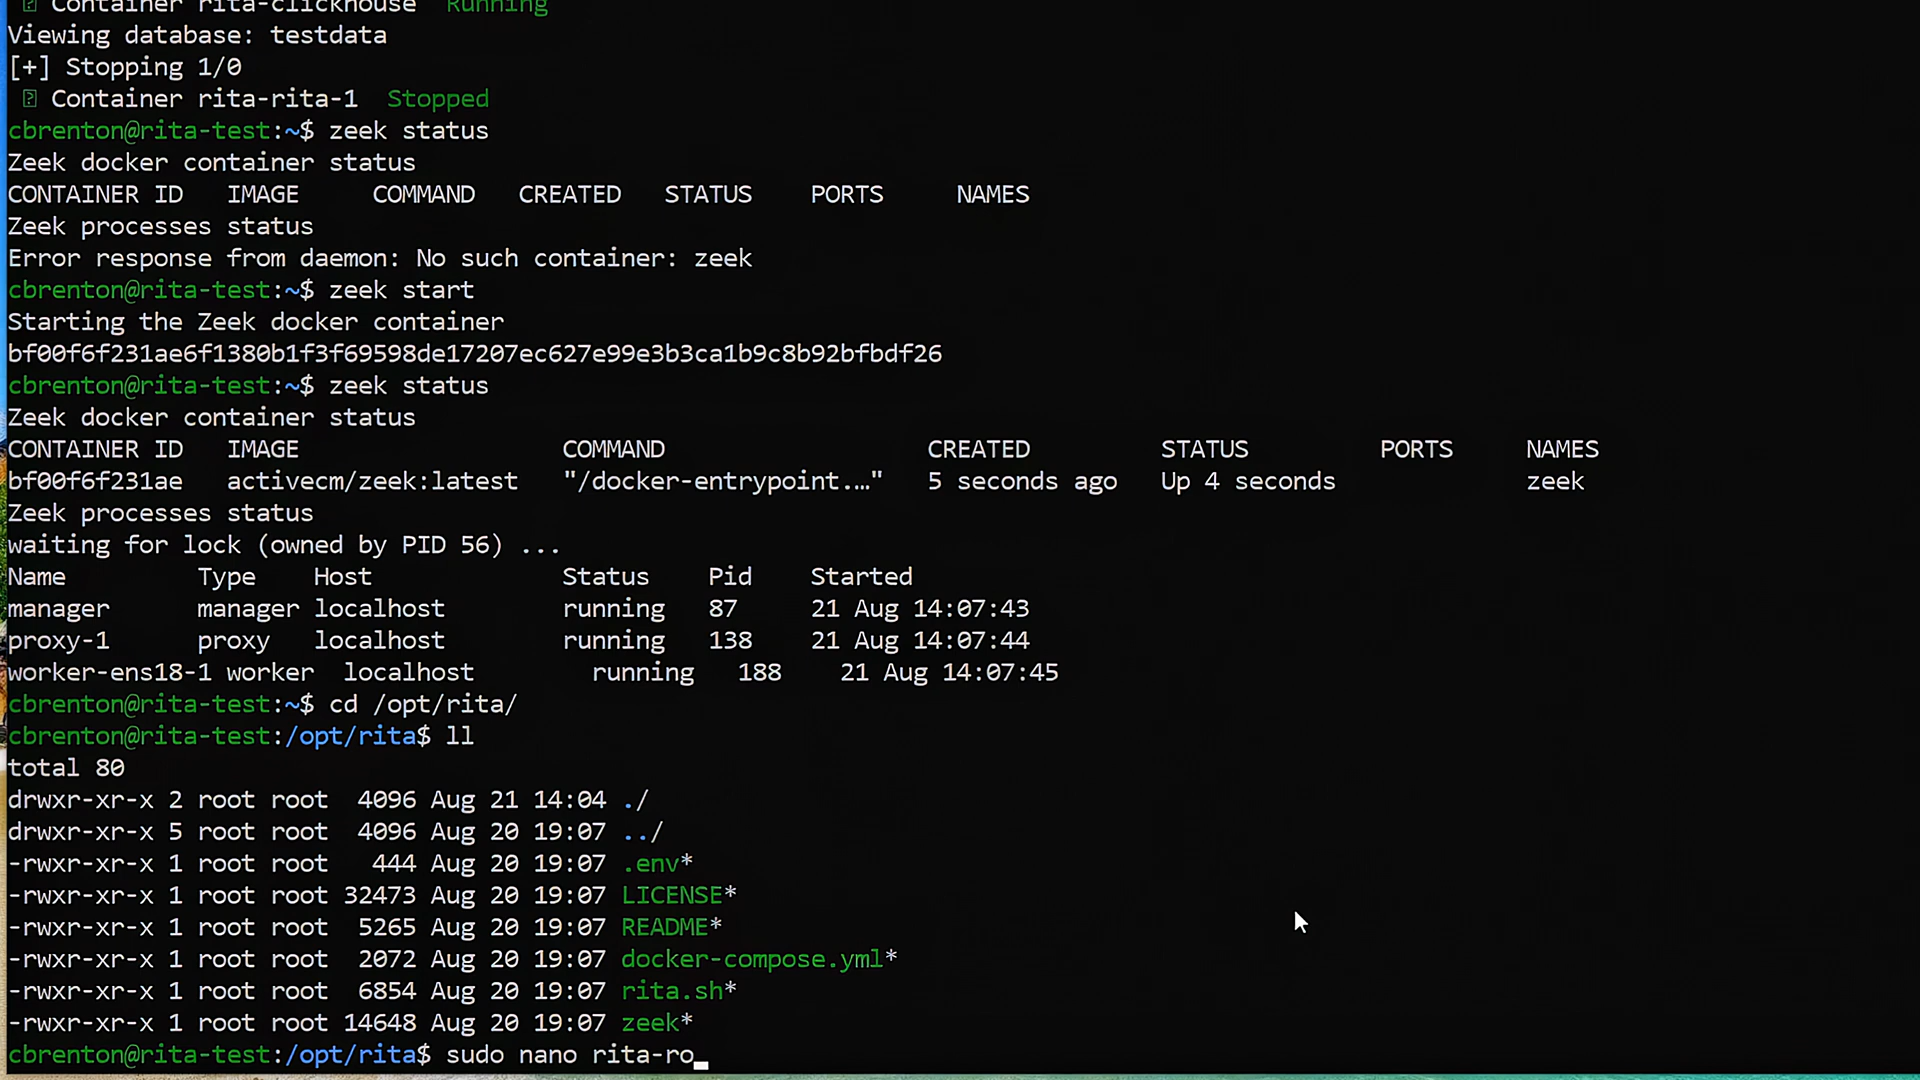 Container rita-clickhouse  Running
Viewing database: testdata
[+] Stopping 1/0
Container rita-rita-1  Stopped
cbrenton@rita-test:~$ zeek status
Zeek docker container status
CONTAINER ID   IMAGE     COMMAND   CREATED   STATUS    PORTS     NAMES
Zeek processes status
Error response from daemon: No such container: zeek
cbrenton@rita-test:~$ zeek start
Starting the Zeek docker container
bf00f6f231ae6f1380b1f3f69598de17207ec627e99e3b3ca1b9c8b92bfbdf26
cbrenton@rita-test:~$ zeek status
Zeek docker container status
CONTAINER ID   IMAGE                  COMMAND                  CREATED         STATUS         PORTS     NAMES
bf00f6f231ae   activecm/zeek:latest   "/docker-entrypoint.…"   5 seconds ago   Up 4 seconds             zeek
Zeek processes status
waiting for lock (owned by PID 56) ...
Name         Type    Host             Status    Pid    Started
manager      manager localhost        running   87     21 Aug 14:07:43
proxy-1      proxy   localhost        running   138    21 Aug 14:07:44
worker-ens18-1 worker  localhost        running   188    21 Aug 14:07:45
cbrenton@rita-test:~$ cd /opt/rita/
cbrenton@rita-test:/opt/rita$ ll
total 80
drwxr-xr-x 2 root root  4096 Aug 21 14:04 ./
drwxr-xr-x 5 root root  4096 Aug 20 19:07 ../
-rwxr-xr-x 1 root root   444 Aug 20 19:07 .env*
-rwxr-xr-x 1 root root 32473 Aug 20 19:07 LICENSE*
-rwxr-xr-x 1 root root  5265 Aug 20 19:07 README*
-rwxr-xr-x 1 root root  2072 Aug 20 19:07 docker-compose.yml*
-rwxr-xr-x 1 root root  6854 Aug 20 19:07 rita.sh*
-rwxr-xr-x 1 root root 14648 Aug 20 19:07 zeek*
cbrenton@rita-test:/opt/rita$ sudo nano rita-ro